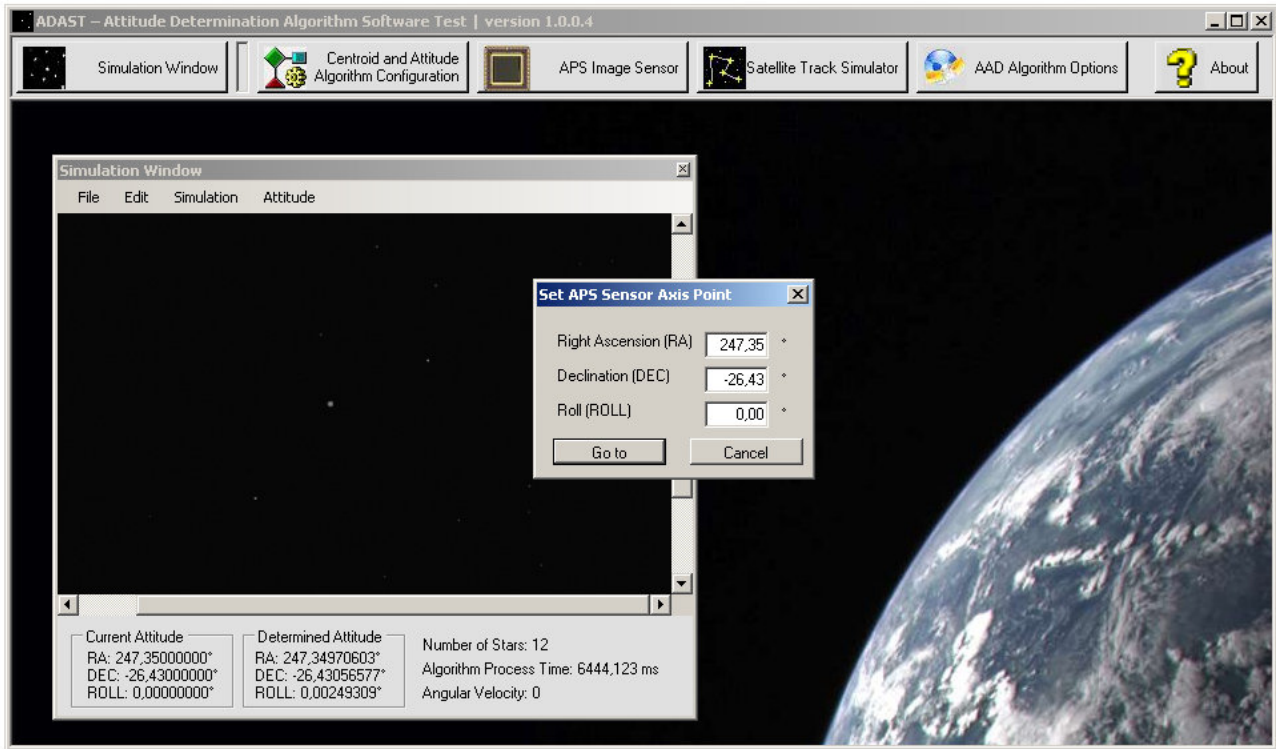 ADAST – Attitude Determination Algorithm Software Test | version 1.0.0.4
Simulation Window
Centroid and Attitude
Algorithm Configuration
APS Image Sensor
Satellite Track Simulator
AAD Algorithm Options
About
Simulation Window
File Edit Simulation Attitude
Set APS Sensor Axis Point
Right Ascension (RA) 247,35 °
Declination (DEC) -26,43 °
Roll (ROLL) 0,00 °
Go to Cancel
Current Attitude
RA: 247,35000000°
DEC: -26,43000000°
ROLL: 0,00000000°
Determined Attitude
RA: 247,34970603°
DEC: -26,43056577°
ROLL: 0,00249309°
Number of Stars: 12
Algorithm Process Time: 6444,123 ms
Angular Velocity: 0